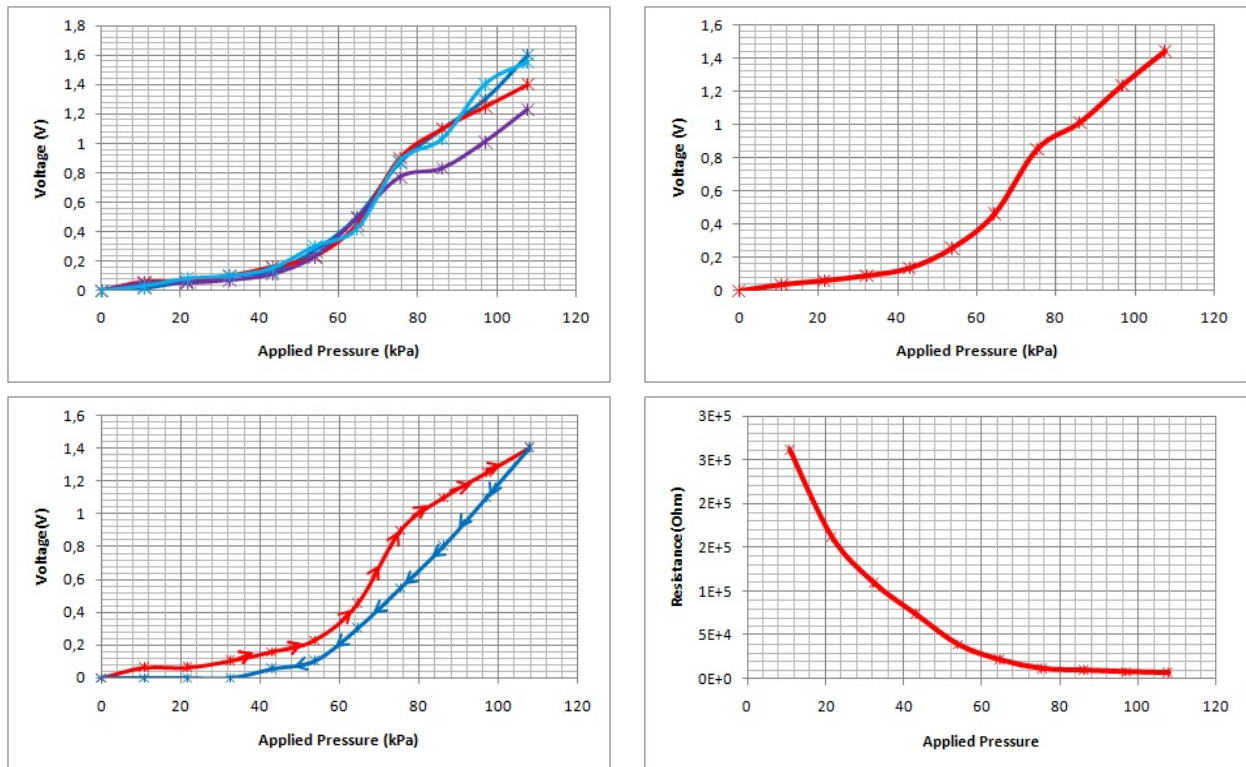 1,8
1,6
1,4
1,2
1
0,8
0,6
0,4
0,2
0
Voltage (V)
0 20 40 60 80 100 120
Applied Pressure (kPa)
1,6
1,4
1,2
1
0,8
0,6
0,4
0,2
0
Voltage (V)
0 20 40 60 80 100 120
Applied Pressure (kPa)
1,6
1,4
1,2
1
0,8
0,6
0,4
0,2
0
Voltage(V)
0 20 40 60 80 100 120
Applied Pressure (kPa)
3E+5
3E+5
2E+5
2E+5
1E+5
5E+4
0E+0
Resistance(Ohm)
0 20 40 60 80 100 120
Applied Pressure